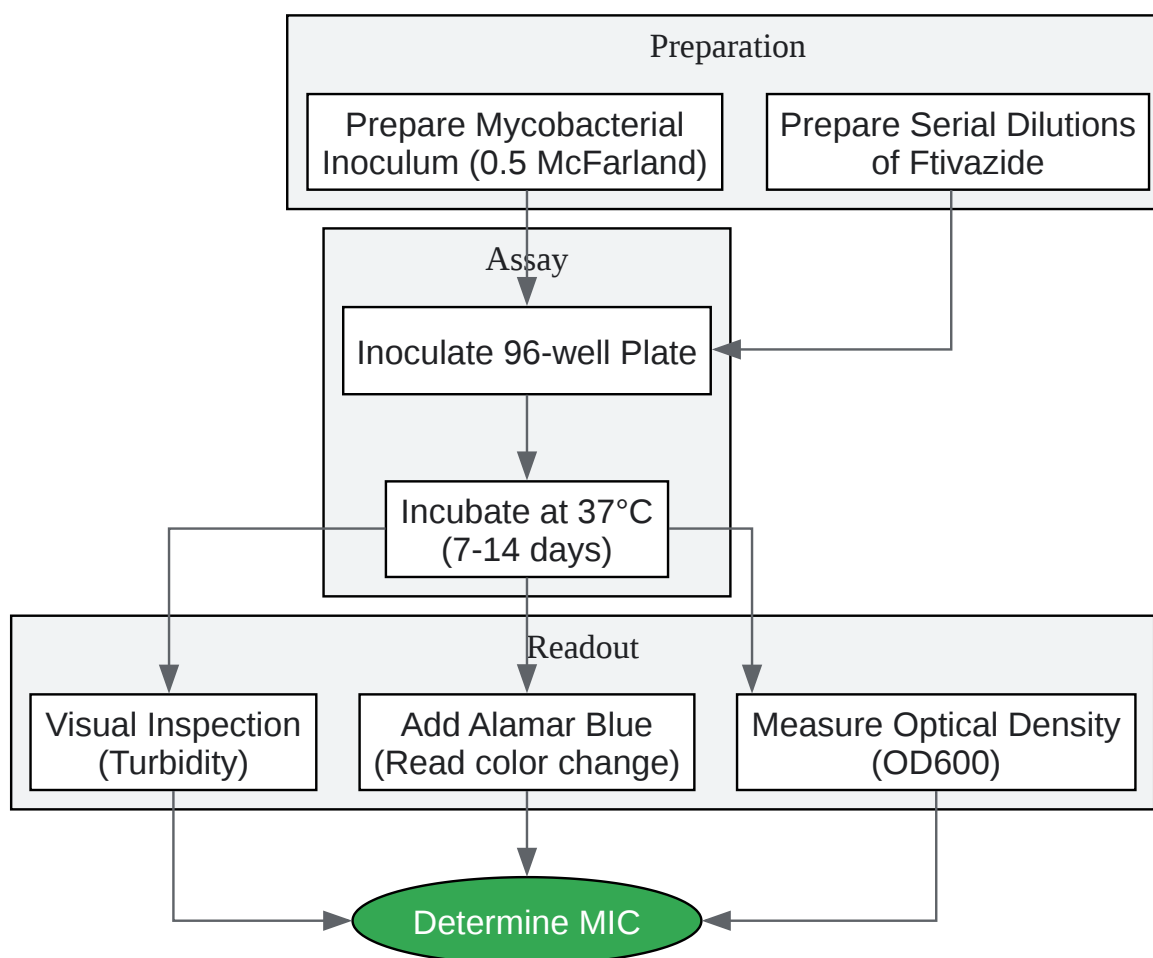 Preparation
Prepare Mycobacterial
Inoculum (0.5 McFarland)
Prepare Serial Dilutions
of Ftivazide
Assay
Inoculate 96-well Plate
Incubate at 37°C
(7-14 days)
Readout
Visual Inspection
(Turbidity)
Add Alamar Blue
(Read color change)
Measure Optical Density
(OD600)
Determine MIC